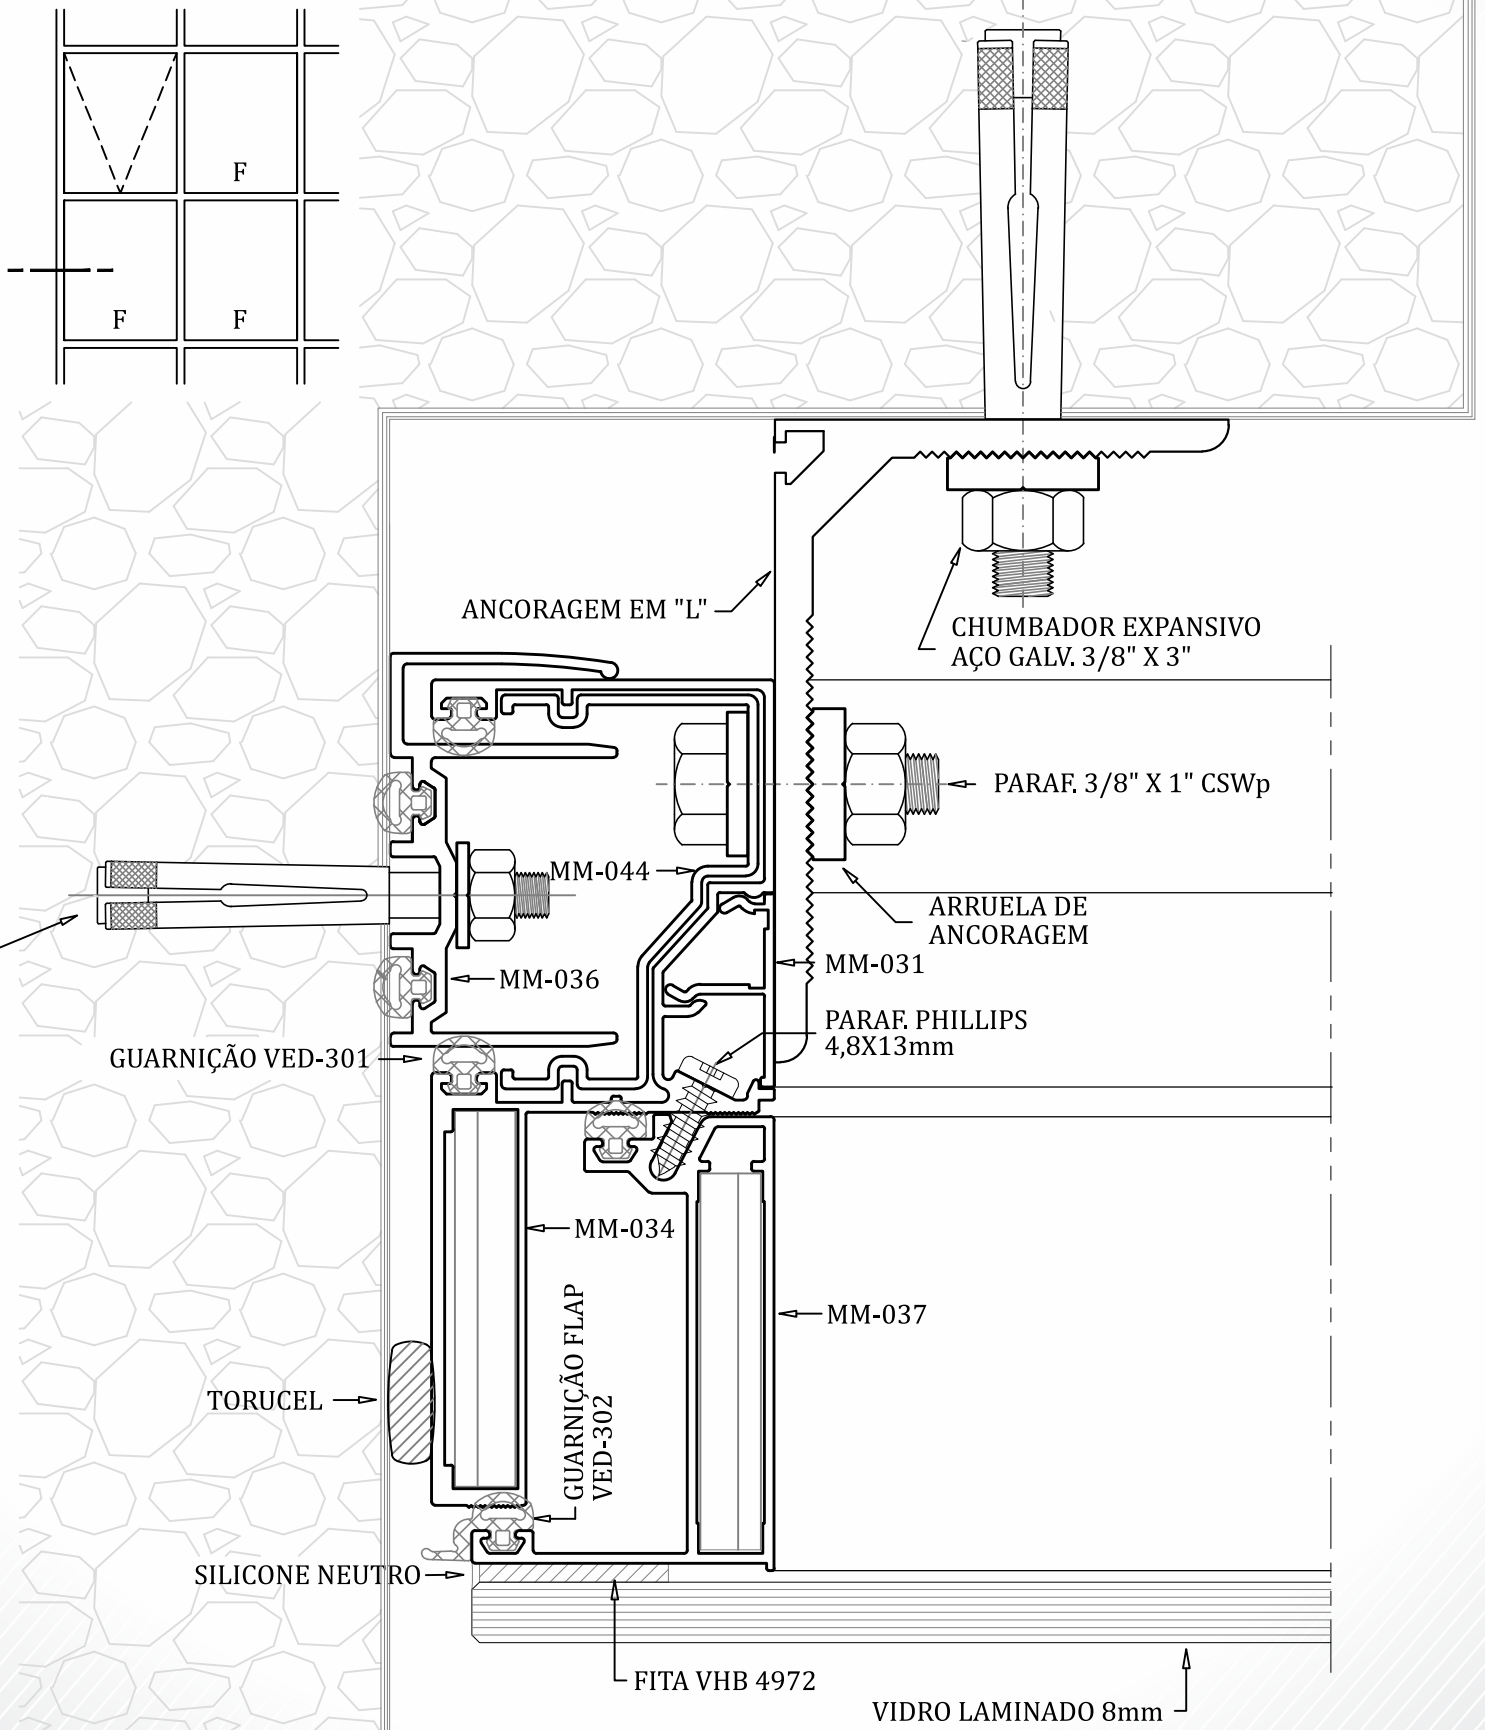 F
F
F
ANCORAGEM EM "L"
CHUMBADOR EXPANSIVO
AÇO GALV. 3/8" X 3"
PARAF. 3/8" X 1" CSWp
MM-044
ARRUELA DE
ANCORAGEM
MM-031
MM-036
PARAF. PHILLIPS
4,8X13mm
GUARNIÇÃO VED-301
MM-034
MM-037
GUARNIÇÃO FLAP
VED-302
TORUCEL
SILICONE NEUTRO
FITA VHB 4972
VIDRO LAMINADO 8mm